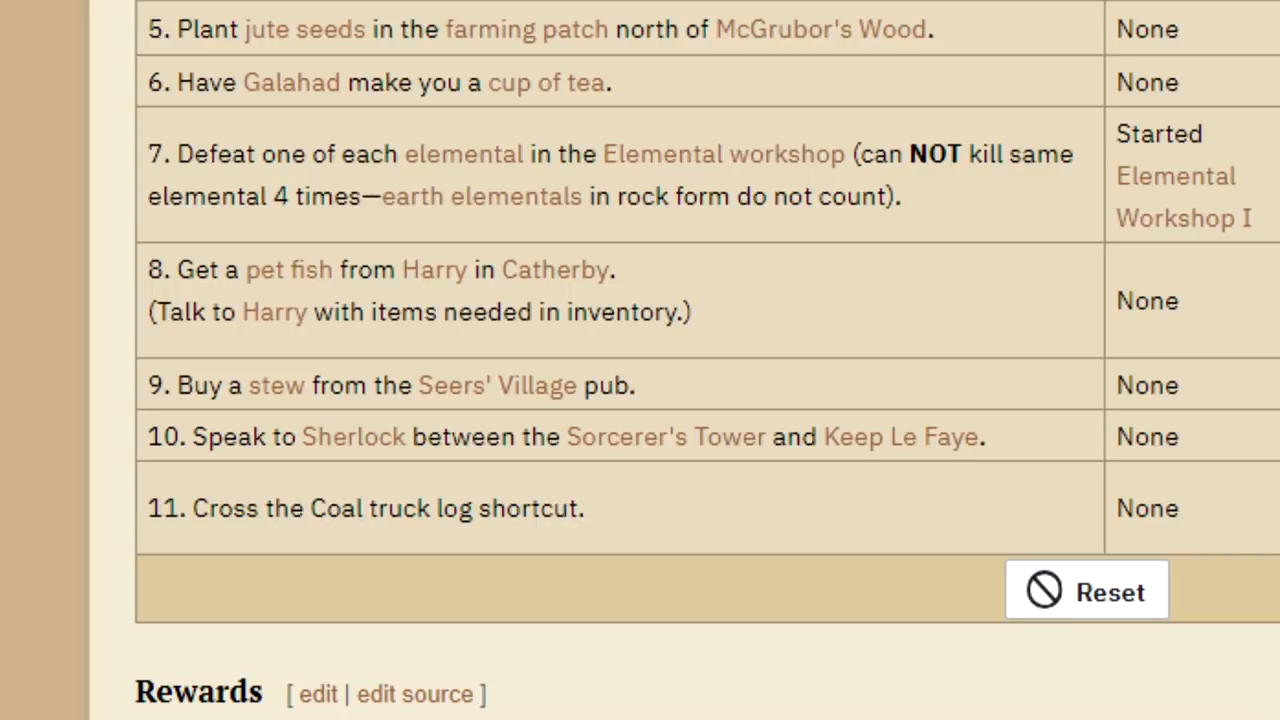 5. Plant jute seeds in the farming patch north of McGrubor's Wood.
None
6. Have Galahad make you a cup of tea.
None
7. Defeat one of each elemental in the Elemental workshop (can NOT kill same
elemental 4 times—earth elementals in rock form do not count).
Started
Elemental
Workshop I
8. Get a pet fish from Harry in Catherby.
(Talk to Harry with items needed in inventory.)
None
9. Buy a stew from the Seers' Village pub.
None
10. Speak to Sherlock between the Sorcerer's Tower and Keep Le Faye.
None
11. Cross the Coal truck log shortcut.
None
Reset
Rewards [ edit | edit source ]